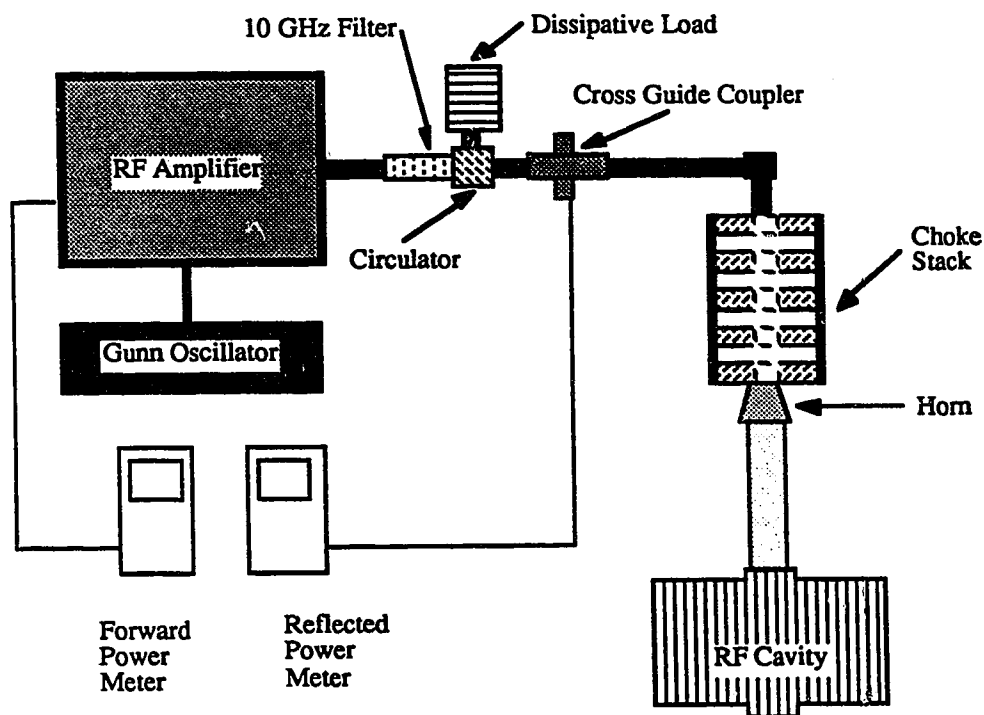 10 GHz Filter
Dissipative Load
Cross Guide Coupler
RF Amplifier
Circulator
Choke
Stack
Gunn Oscillator
Horn
Forward
Power
Meter
Reflected
Power
Meter
RF Cavity